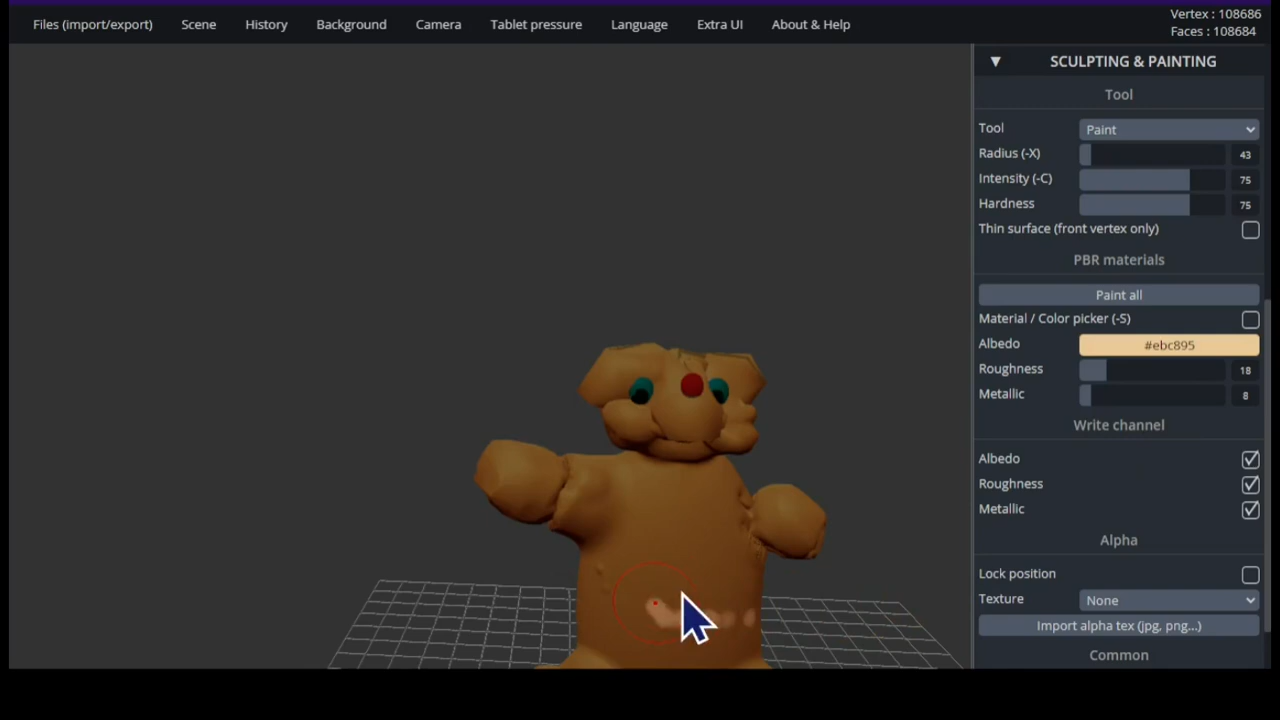 Files (import/export) Scene History Background Camera Tablet pressure Language Extra UI About & Help
Vertex : 108686
Faces : 108684
▼ SCULPTING & PAINTING
Tool
Tool Paint
Radius (-X) 43
Intensity (-C) 75
Hardness 75
Thin surface (front vertex only)
PBR materials
Paint all
Material / Color picker (-S)
Albedo #ebc895
Roughness 18
Metallic 8
Write channel
Albedo
Roughness
Metallic
Alpha
Lock position
Texture None
Import alpha tex (jpg, png...)
Common